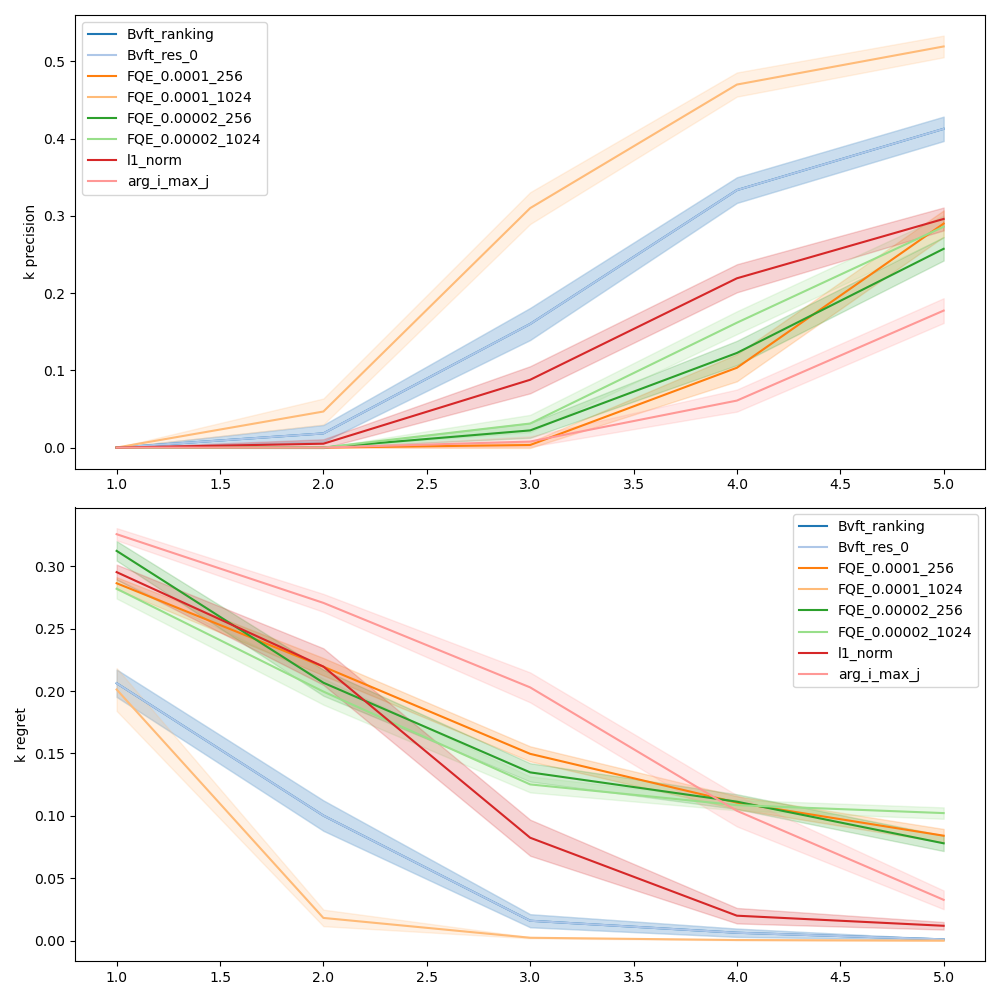 k precision
0.5
0.4
0.3
0.2
0.1
0.0
Bvft_ranking
Bvft_res_0
FQE_0.0001_256
FQE_0.0001_1024
FQE_0.00002_256
FQE_0.00002_1024
l1_norm
arg_i_max_j
1.0 1.5 2.0 2.5 3.0 3.5 4.0 4.5 5.0
k regret
0.30
0.25
0.20
0.15
0.10
0.05
0.00
Bvft_ranking
Bvft_res_0
FQE_0.0001_256
FQE_0.0001_1024
FQE_0.00002_256
FQE_0.00002_1024
l1_norm
arg_i_max_j
1.0 1.5 2.0 2.5 3.0 3.5 4.0 4.5 5.0